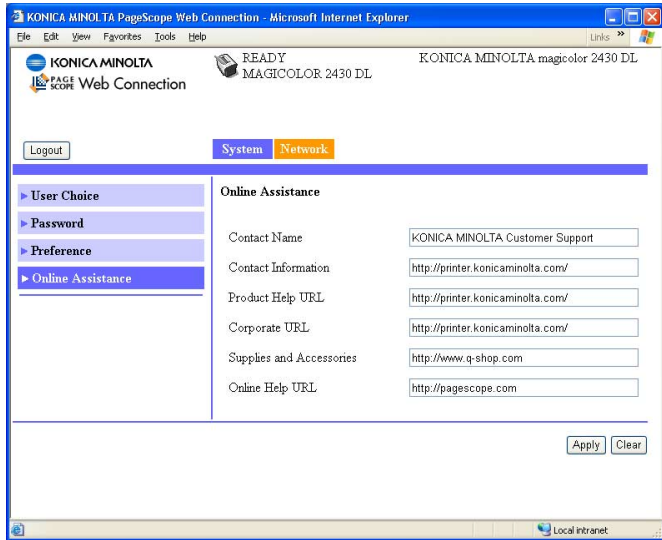 KONICA MINOLTA PageScope Web Connection - Microsoft Internet Explorer
File Edit View Favorites Tools Help Links »
KONICA MINOLTA
PAGE SCOPE Web Connection
READY
MAGICOLOR 2430 DL
KONICA MINOLTA magicolor 2430 DL
Logout
System Network
User Choice
Password
Preference
Online Assistance
Online Assistance
Contact Name KONICA MINOLTA Customer Support
Contact Information http://printer.konicaminolta.com/
Product Help URL http://printer.konicaminolta.com/
Corporate URL http://printer.konicaminolta.com/
Supplies and Accessories http://www.q-shop.com
Online Help URL http://pagescope.com
Apply Clear
Local intranet